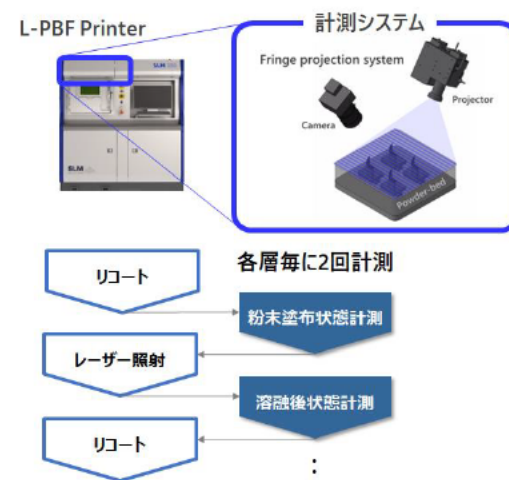 L-PBF Printer
計測システム
Fringe projection system
Projector
Camera
Powder-bed
SLM
SLM
各層毎に2回計測
リコート
粉末塗布状態計測
レーザー照射
溶融後状態計測
リコート
: